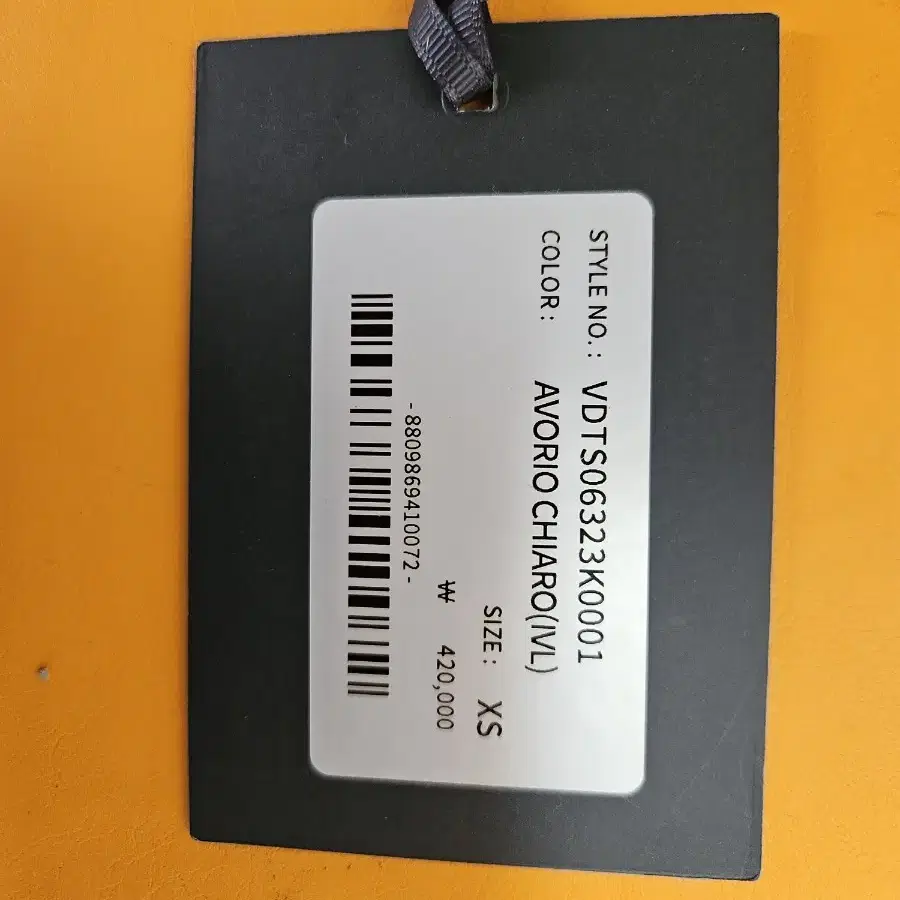 STYLE NO. : VDTS06323K0001
COLOR : AVORIO CHIARO(IVL)
SIZE : XS
₩ 420,000
- 8809869410072 -